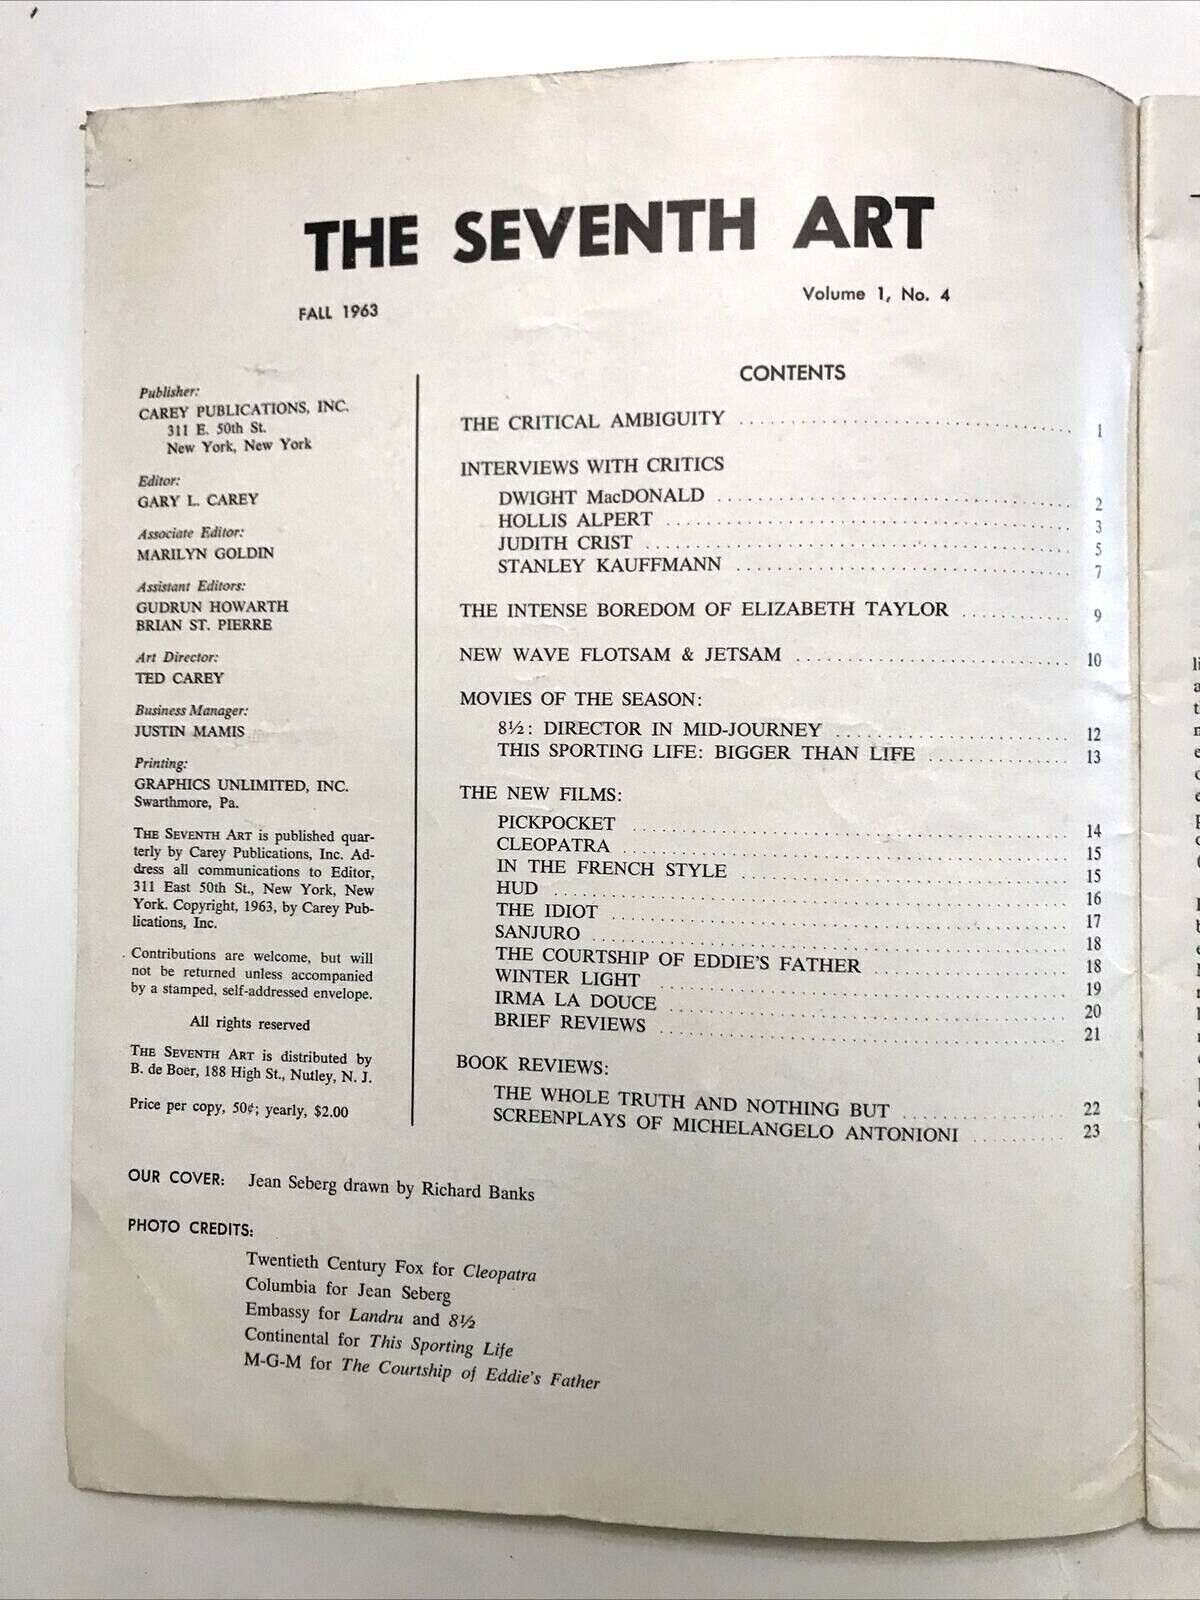 THE SEVENTH ART
FALL 1963
Volume 1, No. 4
Publisher:
CAREY PUBLICATIONS, INC.
311 E. 50th St.
New York, New York
Editor:
GARY L. CAREY
Associate Editor:
MARILYN GOLDIN
Assistant Editors:
GUDRUN HOWARTH
BRIAN ST. PIERRE
Art Director:
TED CAREY
Business Manager:
JUSTIN MAMIS
Printing:
GRAPHICS UNLIMITED, INC.
Swarthmore, Pa.
THE SEVENTH ART is published quar-
terly by Carey Publications, Inc. Ad-
dress all communications to Editor,
311 East 50th St., New York, New
York. Copyright, 1963, by Carey Pub-
lications, Inc.
Contributions are welcome, but will
not be returned unless accompanied
by a stamped, self-addressed envelope.
All rights reserved
THE SEVENTH ART is distributed by
B. de Boer, 188 High St., Nutley, N. J.
Price per copy, 50¢; yearly, $2.00
CONTENTS
THE CRITICAL AMBIGUITY 1
INTERVIEWS WITH CRITICS
DWIGHT MacDONALD 2
HOLLIS ALPERT 3
JUDITH CRIST 5
STANLEY KAUFFMANN 7
THE INTENSE BOREDOM OF ELIZABETH TAYLOR 9
NEW WAVE FLOTSAM & JETSAM 10
MOVIES OF THE SEASON:
8½: DIRECTOR IN MID-JOURNEY 12
THIS SPORTING LIFE: BIGGER THAN LIFE 13
THE NEW FILMS:
PICKPOCKET 14
CLEOPATRA 15
IN THE FRENCH STYLE 15
HUD 16
THE IDIOT 17
SANJURO 18
THE COURTSHIP OF EDDIE'S FATHER 18
WINTER LIGHT 19
IRMA LA DOUCE 20
BRIEF REVIEWS 21
BOOK REVIEWS:
THE WHOLE TRUTH AND NOTHING BUT 22
SCREENPLAYS OF MICHELANGELO ANTONIONI 23
OUR COVER: Jean Seberg drawn by Richard Banks
PHOTO CREDITS:
Twentieth Century Fox for Cleopatra
Columbia for Jean Seberg
Embassy for Landru and 8½
Continental for This Sporting Life
M-G-M for The Courtship of Eddie's Father